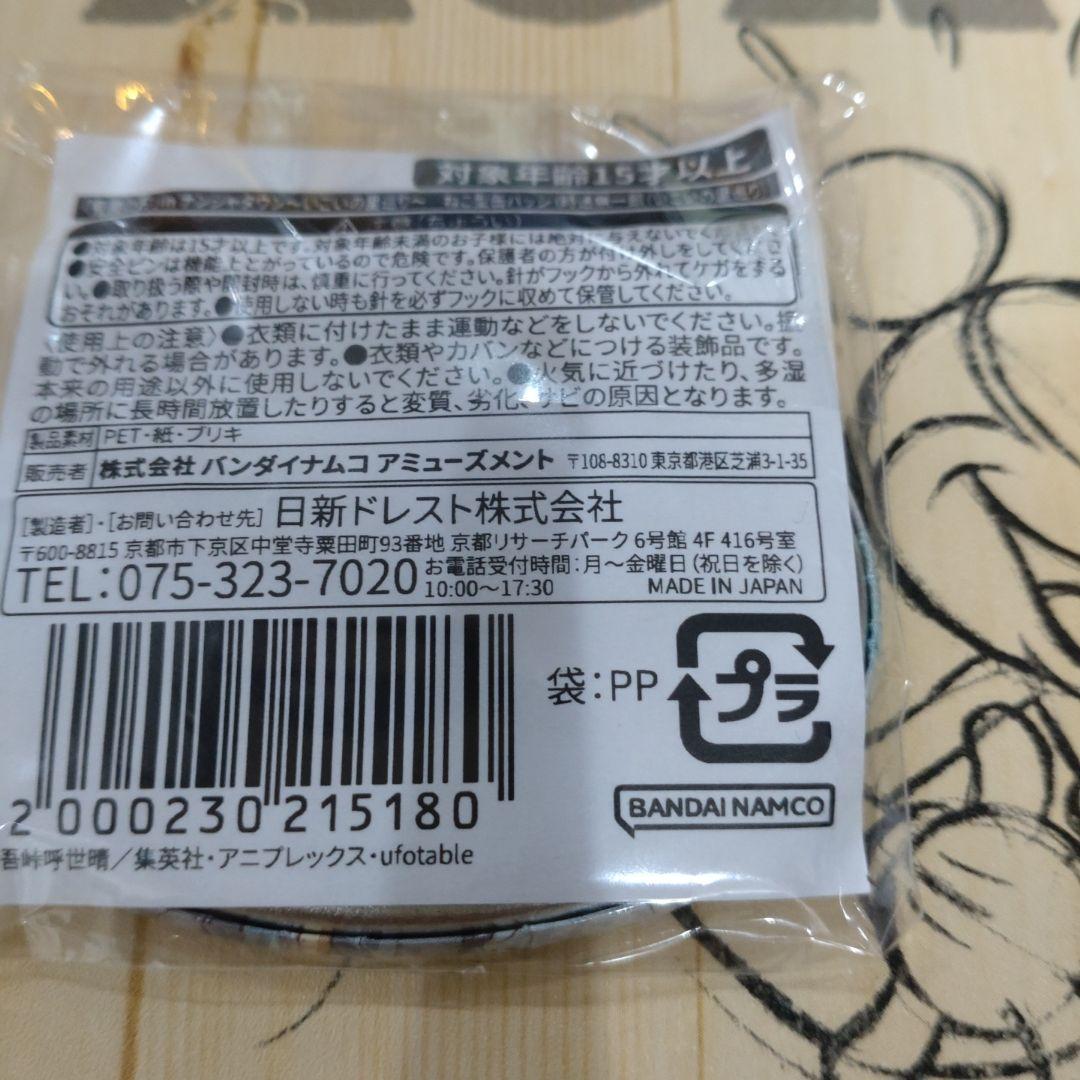 対象年齢15才以上
●対象年齢は15才以上です。対象年齢未満のお子様には絶対に与えないでください。
●安全ピンは機能上とがっているので危険です。保護者の方が付け外しをしてくださ
い。●取り扱う際や開封時は、慎重に行ってください。針がフックから外れてケガをする
おそれがあります。●使用しない時も針を必ずフックに収めて保管してください。
〈使用上の注意〉●衣類に付けたまま運動などをしないでください。振
動で外れる場合があります。●衣類やカバンなどにつける装飾品です。
本来の用途以外に使用しないでください。●火気に近づけたり、多湿
の場所に長時間放置したりすると変質、劣化、サビの原因となります。
製品素材 PET・紙・ブリキ
販売者 株式会社 バンダイナムコ アミューズメント 〒108-8310 東京都港区芝浦3-1-35
[製造者]・[お問い合わせ先] 日新ドレスト株式会社
〒600-8815 京都市下京区中堂寺粟田町93番地 京都リサーチパーク 6号館 4F 416号室
TEL：075-323-7020 お電話受付時間：月～金曜日（祝日を除く）
10:00～17:30 MADE IN JAPAN
袋：PP プラ
BANDAI NAMCO
2 000230 215180
吾峠呼世晴／集英社・アニプレックス・ufotable